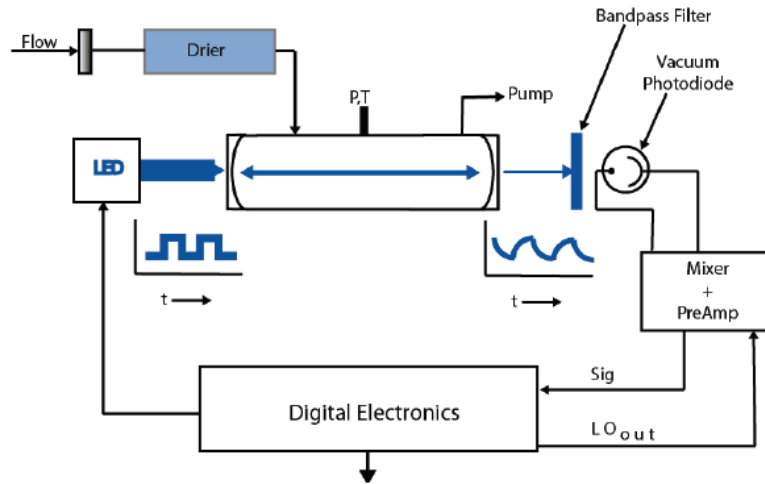 Bandpass Filter
Flow
Drier
Vacuum
Photodiode
P,T
Pump
LED
t
t
Mixer
+
PreAmp
Sig
Digital Electronics
LOout